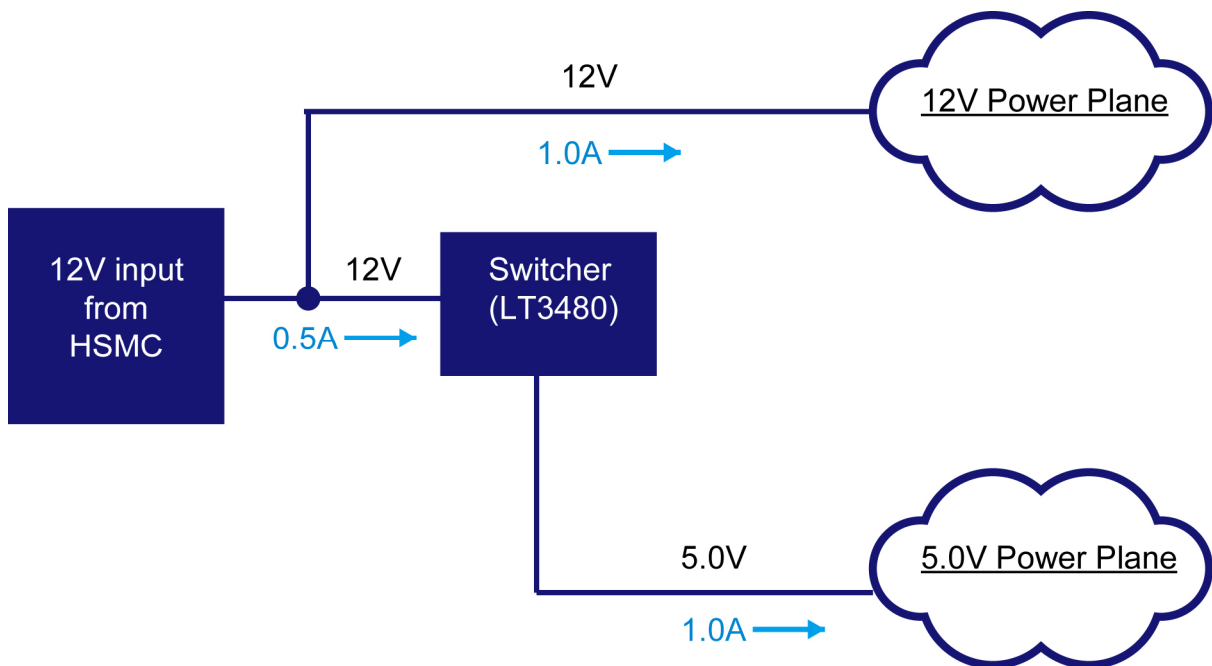 12V
12V Power Plane
1.0A
12V input
from
HSMC
12V
0.5A
Switcher
(LT3480)
5.0V
5.0V Power Plane
1.0A